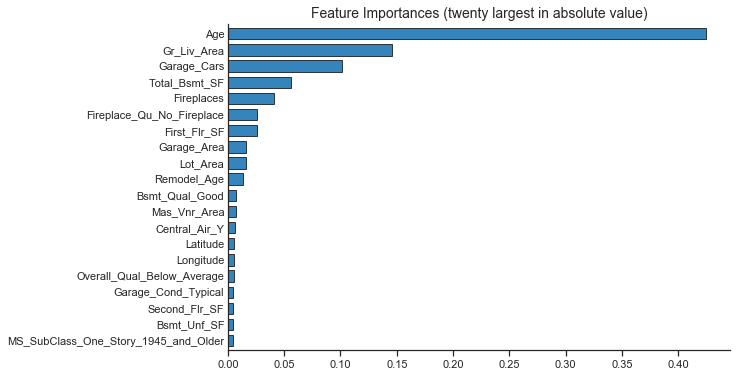 Feature Importances (twenty largest in absolute value)
Age
Gr_Liv_Area
Garage_Cars
Total_Bsmt_SF
Fireplaces
Fireplace_Qu_No_Fireplace
First_Flr_SF
Garage_Area
Lot_Area
Remodel_Age
Bsmt_Qual_Good
Mas_Vnr_Area
Central_Air_Y
Latitude
Longitude
Overall_Qual_Below_Average
Garage_Cond_Typical
Second_Flr_SF
Bsmt_Unf_SF
MS_SubClass_One_Story_1945_and_Older
0.00 0.05 0.10 0.15 0.20 0.25 0.30 0.35 0.40